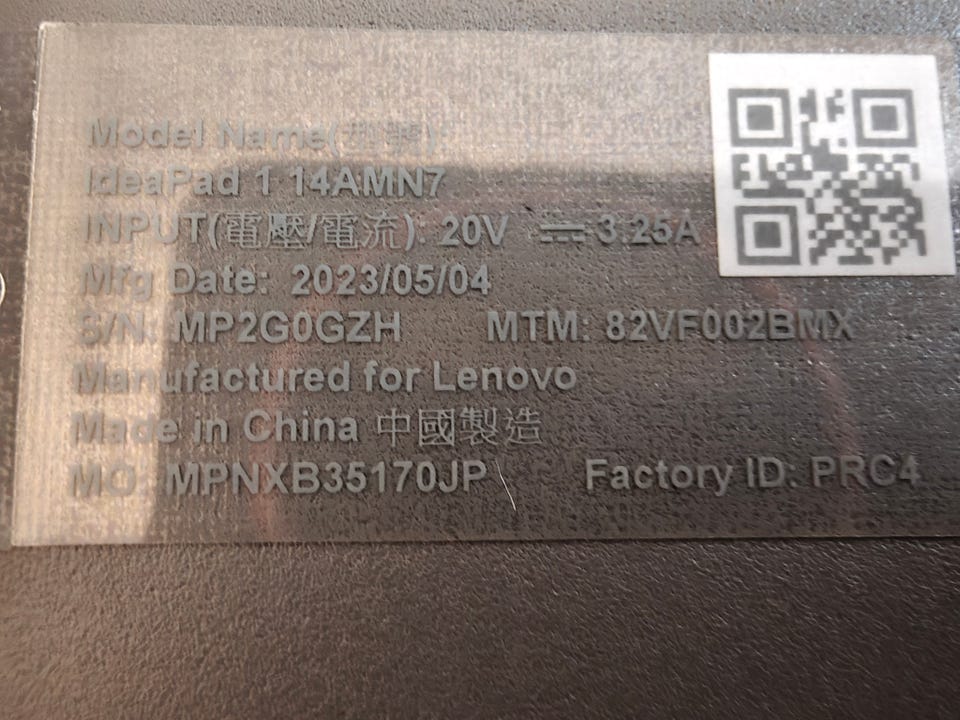 Model Name(型號):
IdeaPad 1 14AMN7
INPUT(電壓/電流): 20V ⎓ 3.25A
Mfg Date: 2023/05/04
S/N: MP2G0GZH MTM: 82VF002BMX
Manufactured for Lenovo
Made in China 中國製造
MO: MPNXB35170JP Factory ID: PRC4